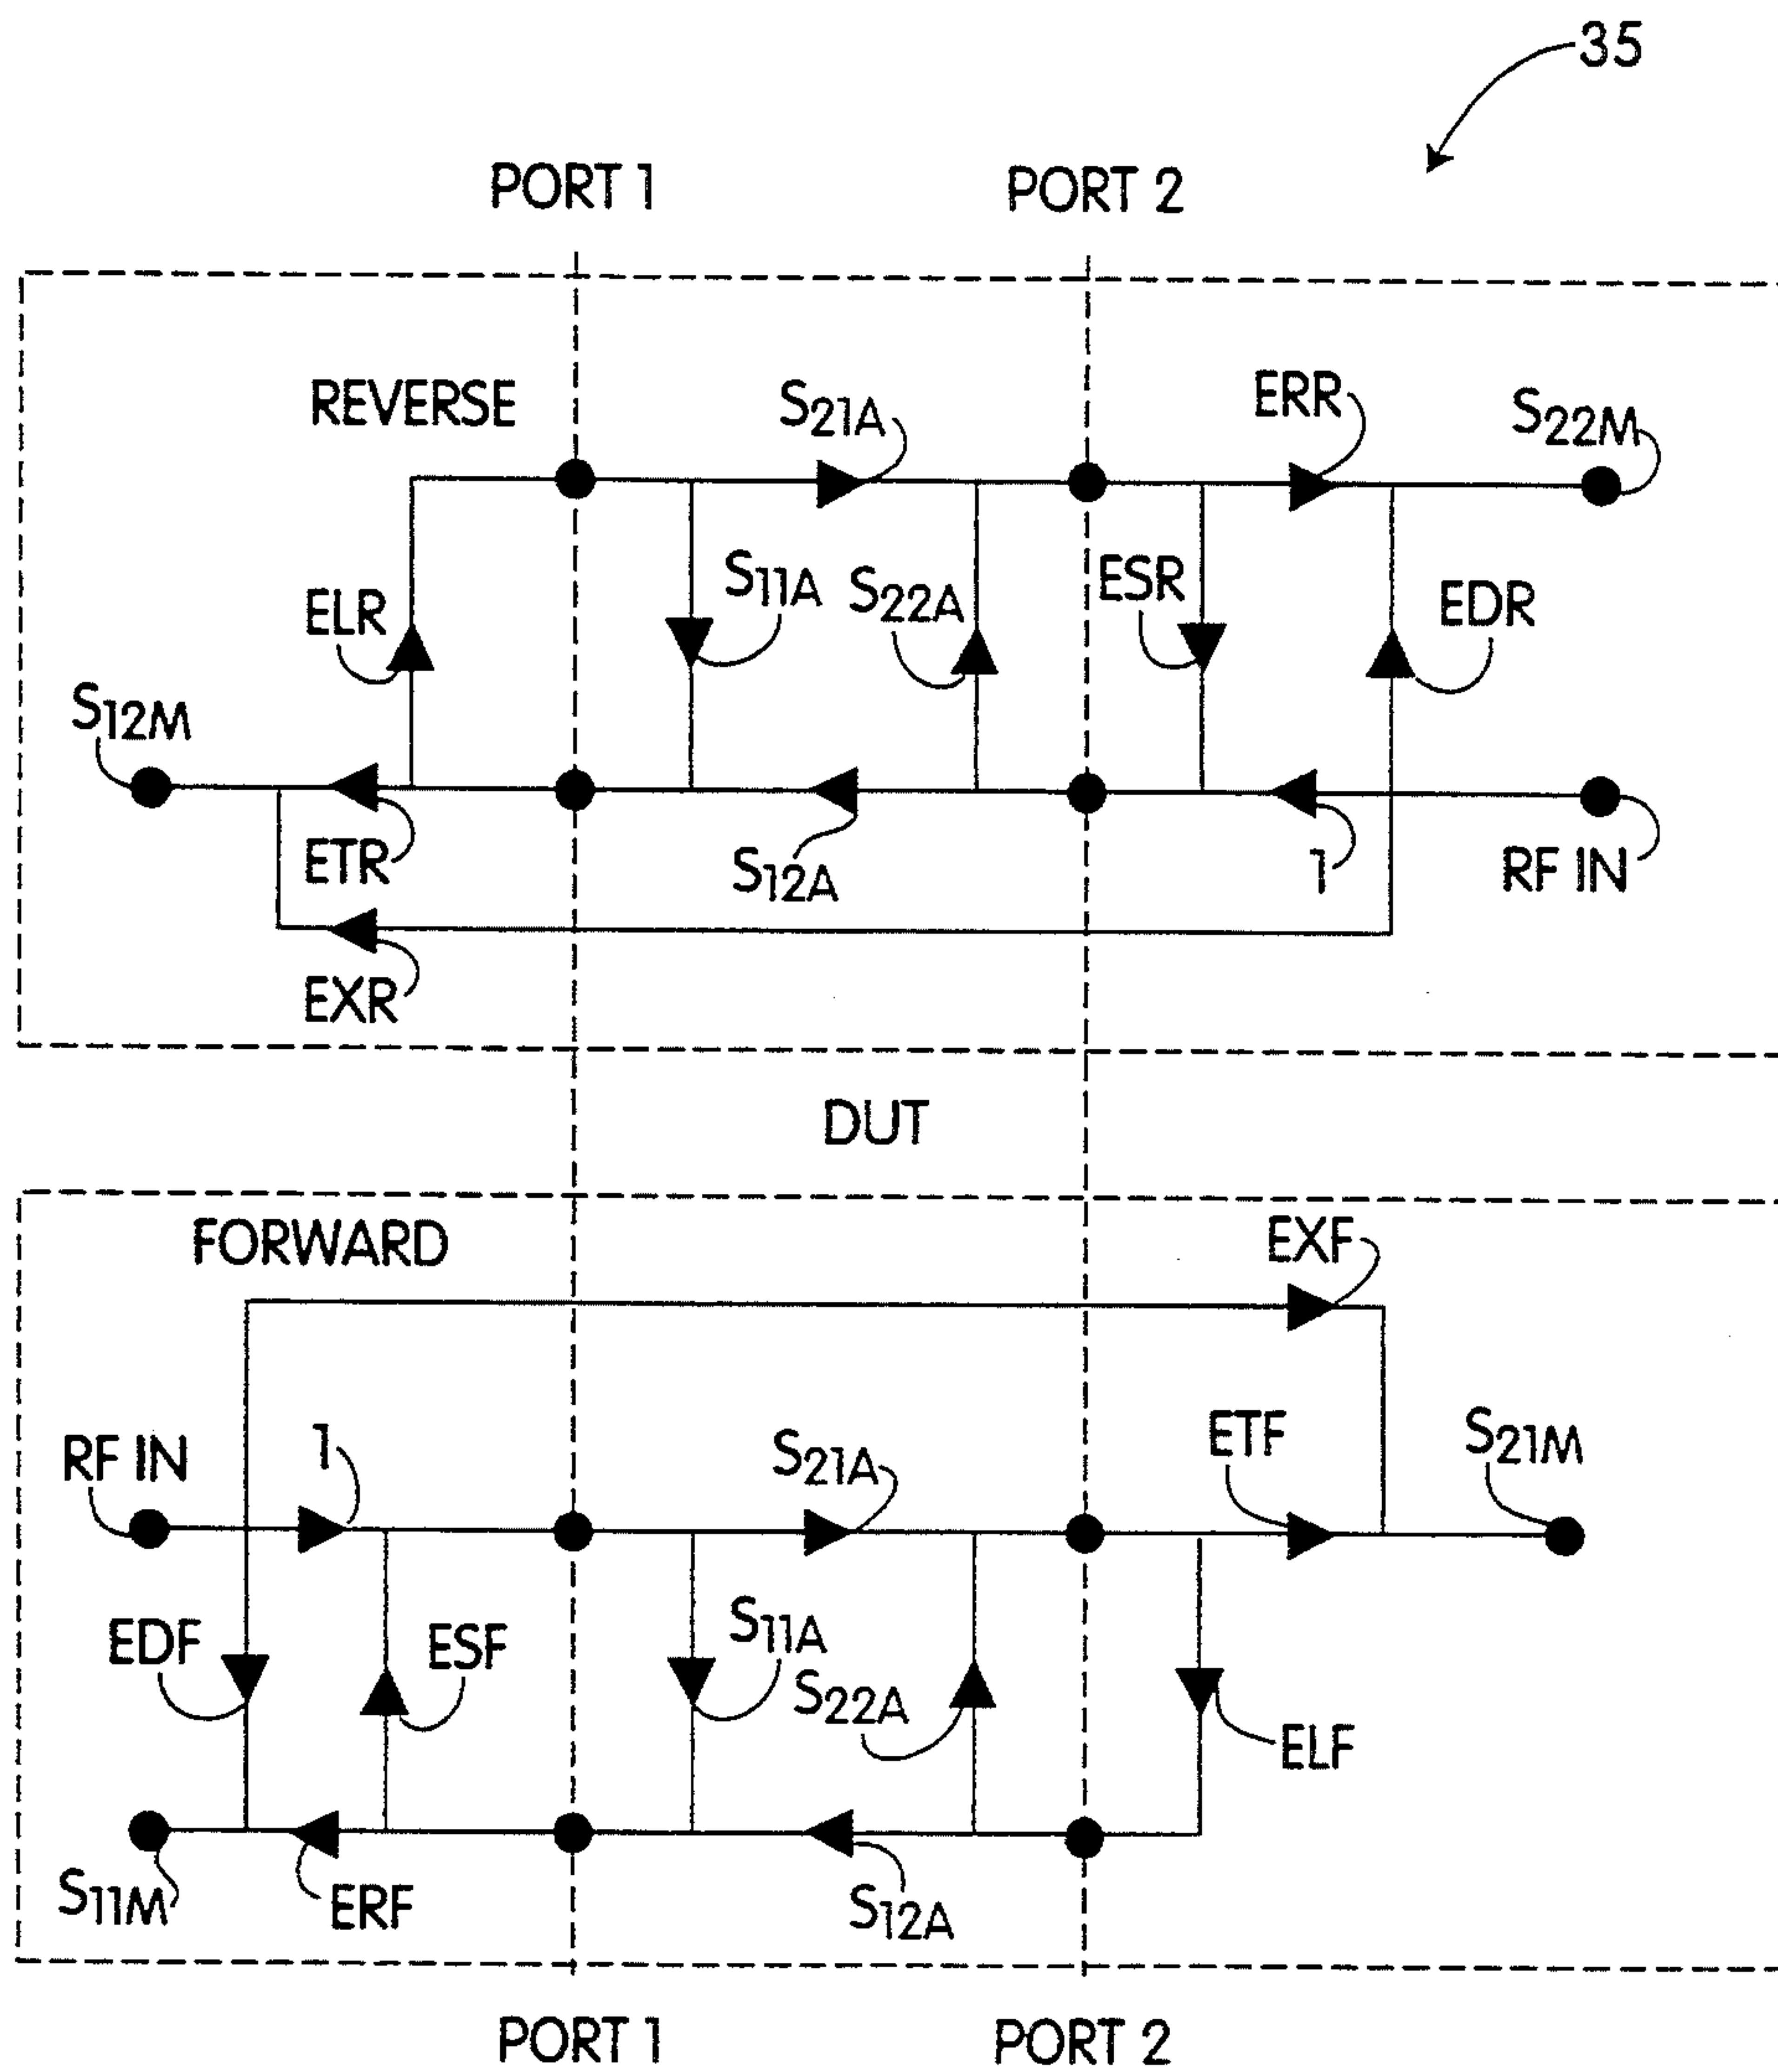 35
PORT 1
PORT 2
REVERSE
S21A
ERR
S22M
ELR
S11A
S22A
ESR
EDR
S12M
ETR
S12A
1
RF IN
EXR
DUT
FORWARD
EXF
RF IN
1
S21A
ETF
S21M
EDF
ESF
S11A
S22A
ELF
S11M
ERF
S12A
PORT 1
PORT 2